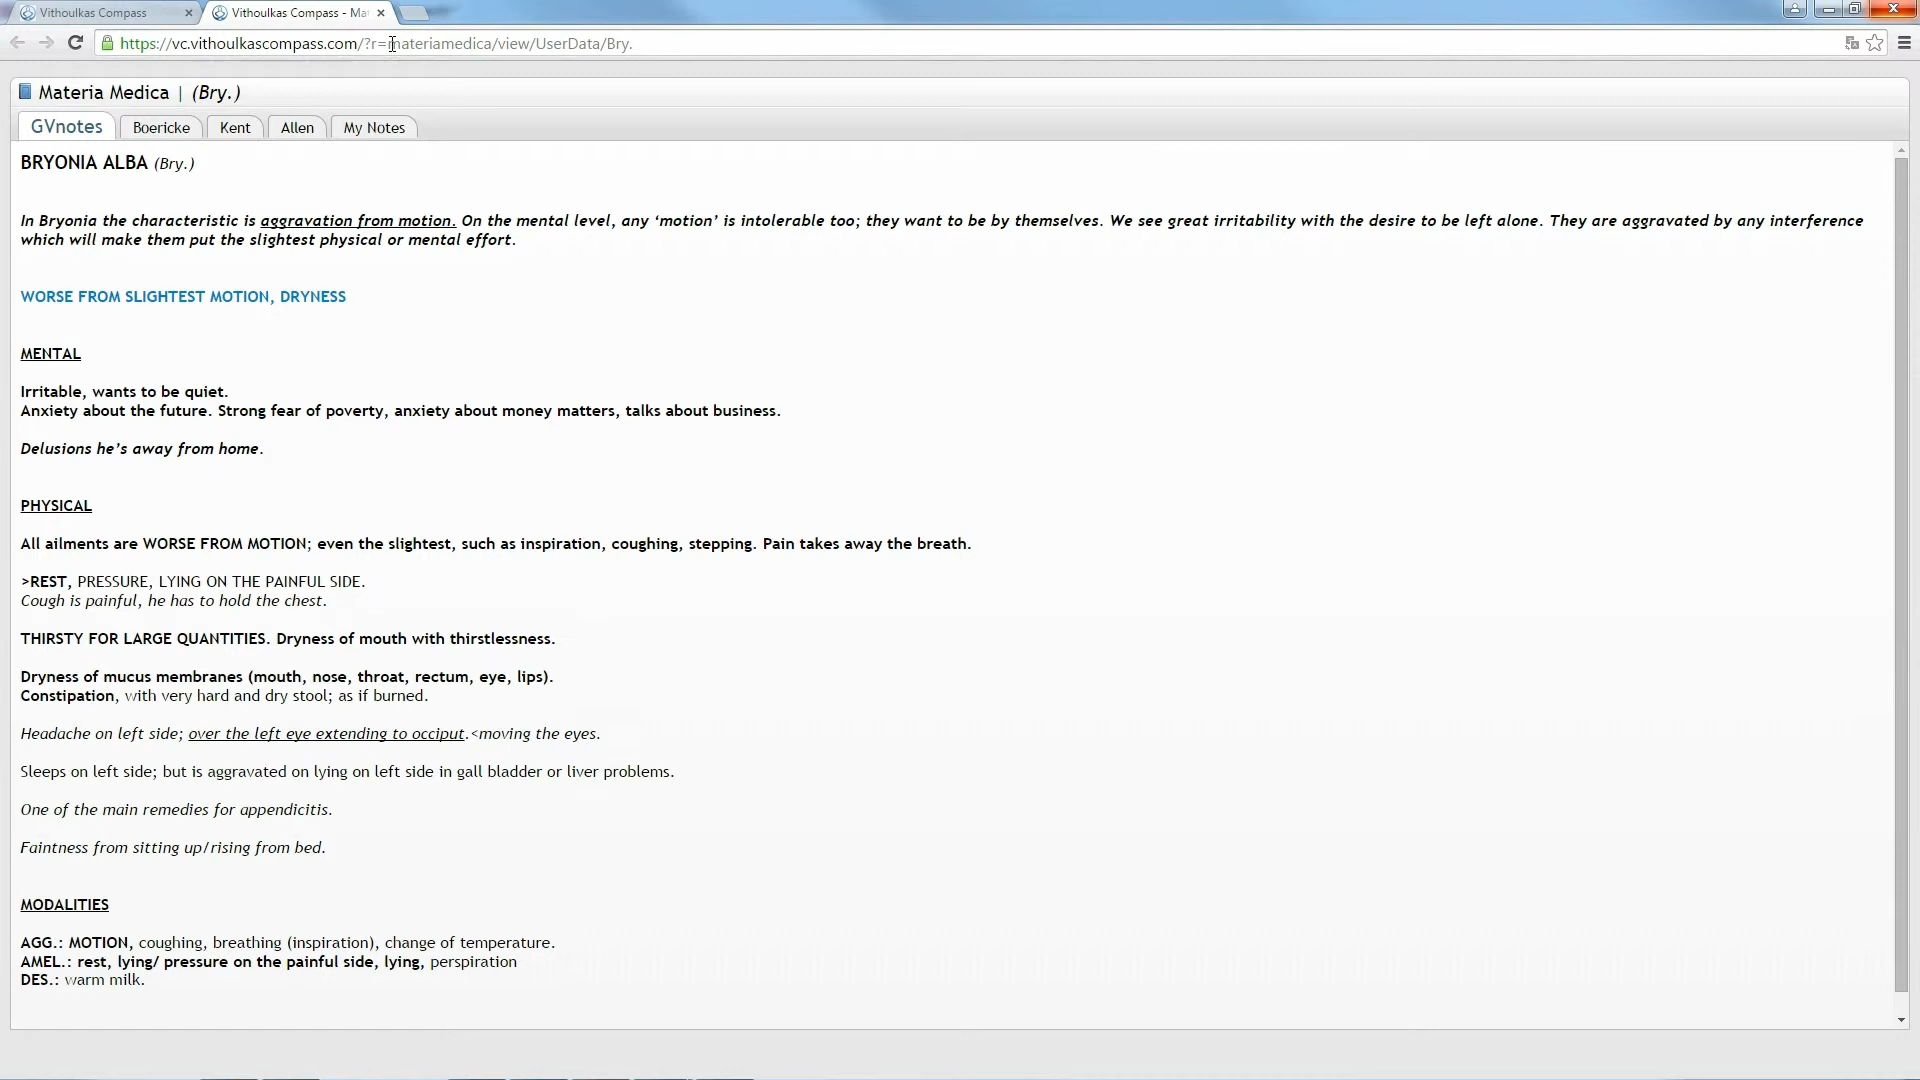 Vithoulkas Compass
Vithoulkas Compass - Ma
https://vc.vithoulkascompass.com/?r=materiamedica/view/UserData/Bry.
Materia Medica | (Bry.)
GVnotes Boericke Kent Allen My Notes
BRYONIA ALBA (Bry.)
In Bryonia the characteristic is aggravation from motion. On the mental level, any ‘motion’ is intolerable too; they want to be by themselves. We see great irritability with the desire to be left alone. They are aggravated by any interference
which will make them put the slightest physical or mental effort.
WORSE FROM SLIGHTEST MOTION, DRYNESS
MENTAL
Irritable, wants to be quiet.
Anxiety about the future. Strong fear of poverty, anxiety about money matters, talks about business.
Delusions he’s away from home.
PHYSICAL
All ailments are WORSE FROM MOTION; even the slightest, such as inspiration, coughing, stepping. Pain takes away the breath.
>REST, PRESSURE, LYING ON THE PAINFUL SIDE.
Cough is painful, he has to hold the chest.
THIRSTY FOR LARGE QUANTITIES. Dryness of mouth with thirstlessness.
Dryness of mucus membranes (mouth, nose, throat, rectum, eye, lips).
Constipation, with very hard and dry stool; as if burned.
Headache on left side; over the left eye extending to occiput.<moving the eyes.
Sleeps on left side; but is aggravated on lying on left side in gall bladder or liver problems.
One of the main remedies for appendicitis.
Faintness from sitting up/rising from bed.
MODALITIES
AGG.: MOTION, coughing, breathing (inspiration), change of temperature.
AMEL.: rest, lying/ pressure on the painful side, lying, perspiration
DES.: warm milk.